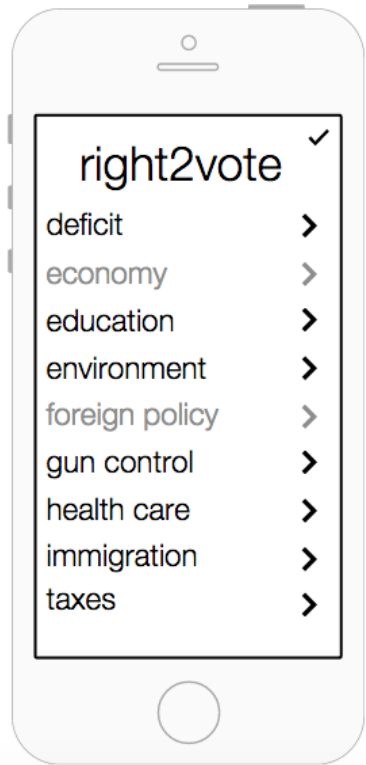 right2vote
deficit
economy
education
environment
foreign policy
gun control
health care
immigration
taxes